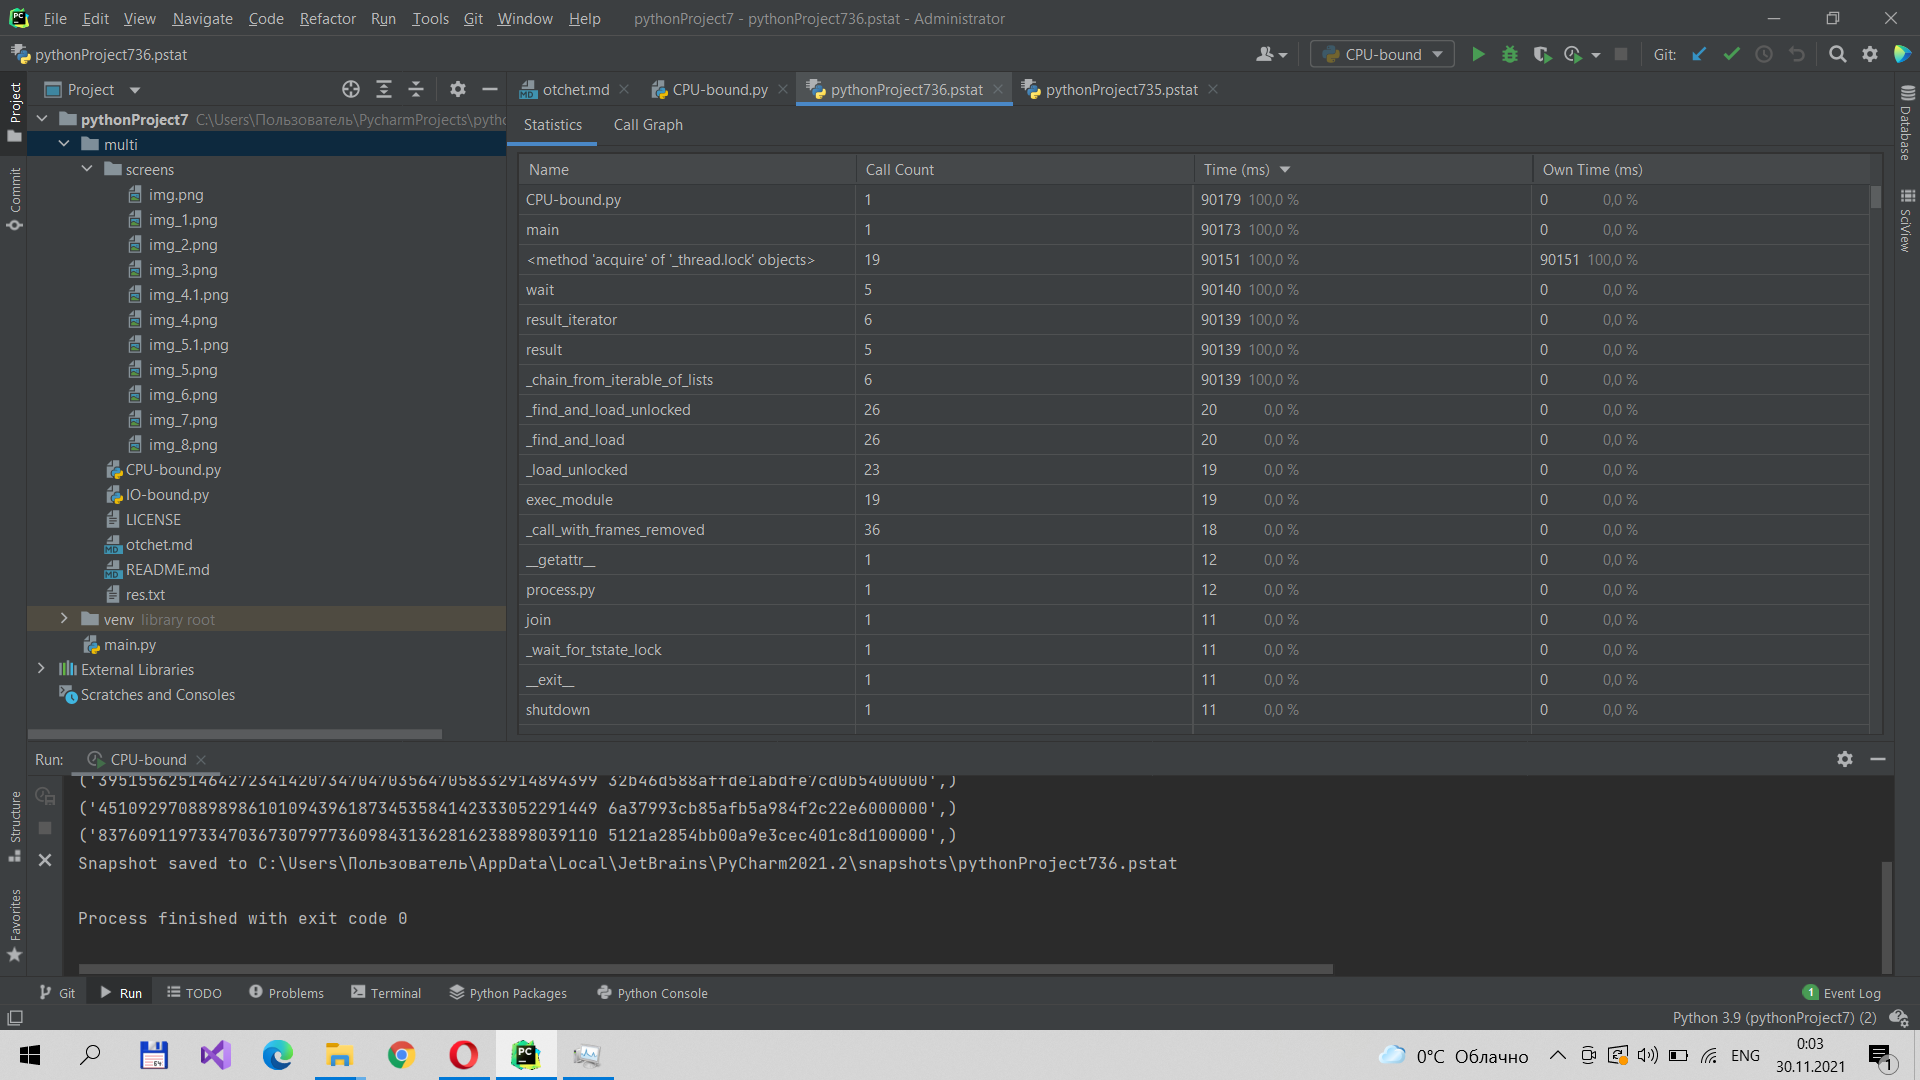 File Edit View Navigate Code Refactor Run Tools Git Window Help pythonProject7 - pythonProject736.pstat - Administrator
pythonProject736.pstat CPU-bound Git:
Project
otchet.md CPU-bound.py pythonProject736.pstat pythonProject735.pstat
pythonProject7 C:\Users\Пользователь\PycharmProjects\pytho
multi
screens
img.png
img_1.png
img_2.png
img_3.png
img_4.1.png
img_4.png
img_5.1.png
img_5.png
img_6.png
img_7.png
img_8.png
CPU-bound.py
IO-bound.py
LICENSE
otchet.md
README.md
res.txt
venv library root
main.py
External Libraries
Scratches and Consoles
Project
Commit
Structure
Favorites
Database
SciView
Statistics Call Graph
Name Call Count Time (ms) Own Time (ms)
CPU-bound.py 1 90179 100,0 % 0 0,0 %
main 1 90173 100,0 % 0 0,0 %
<method 'acquire' of '_thread.lock' objects> 19 90151 100,0 % 90151 100,0 %
wait 5 90140 100,0 % 0 0,0 %
result_iterator 6 90139 100,0 % 0 0,0 %
result 5 90139 100,0 % 0 0,0 %
_chain_from_iterable_of_lists 6 90139 100,0 % 0 0,0 %
_find_and_load_unlocked 26 20 0,0 % 0 0,0 %
_find_and_load 26 20 0,0 % 0 0,0 %
_load_unlocked 23 19 0,0 % 0 0,0 %
exec_module 19 19 0,0 % 0 0,0 %
_call_with_frames_removed 36 18 0,0 % 0 0,0 %
__getattr__ 1 12 0,0 % 0 0,0 %
process.py 1 12 0,0 % 0 0,0 %
join 1 11 0,0 % 0 0,0 %
_wait_for_tstate_lock 1 11 0,0 % 0 0,0 %
__exit__ 1 11 0,0 % 0 0,0 %
shutdown 1 11 0,0 % 0 0,0 %
Run: CPU-bound
('39515562514642723414207347047035647058332914894399 32b46d588affde1abdfe7cd0b5400000',)
('45109297088989861010943961873453584142333052291449 6a37993cb85afb5a984f2c22e6000000',)
('83760911973347036730797736098431362816238898039110 5121a2854bb00a9e3cec401c8d100000',)
Snapshot saved to C:\Users\Пользователь\AppData\Local\JetBrains\PyCharm2021.2\snapshots\pythonProject736.pstat
Process finished with exit code 0
Git Run TODO Problems Terminal Python Packages Python Console 1 Event Log
Python 3.9 (pythonProject7) (2)
0°C Облачно ENG 0:03
30.11.2021 1